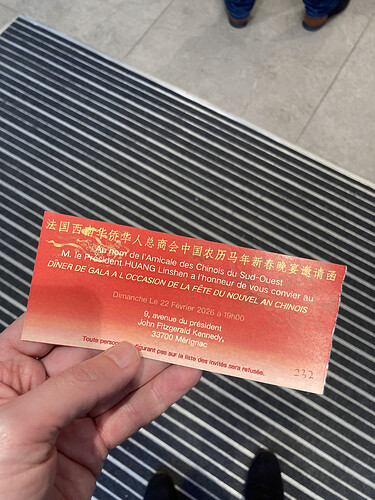 法国西南华侨华人总商会中国农历马年新春晚宴邀请函
Au nom de l'Amicale des Chinois du Sud-Ouest
M. le Président HUANG Linshen a l'honneur de vous convier au
DÎNER DE GALA A L'OCCASION DE LA FÊTE DU NOUVEL AN CHINOIS
Dimanche Le 22 Février 2026 à 19h00
9, avenue du président
John Fitzgerald Kennedy,
33700 Mérignac
Toute personne figurant pas sur la liste des invités sera refusée.
232